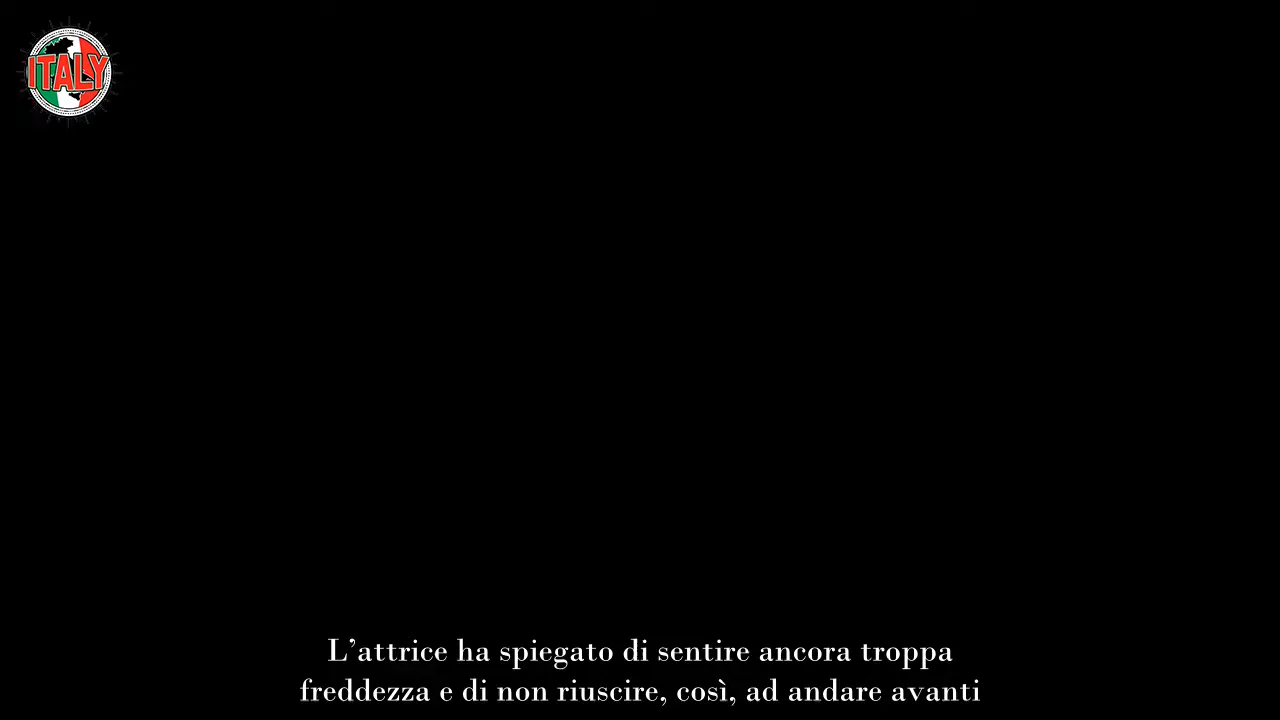 ITALY
L’attrice ha spiegato di sentire ancora troppa
freddezza e di non riuscire, così, ad andare avanti